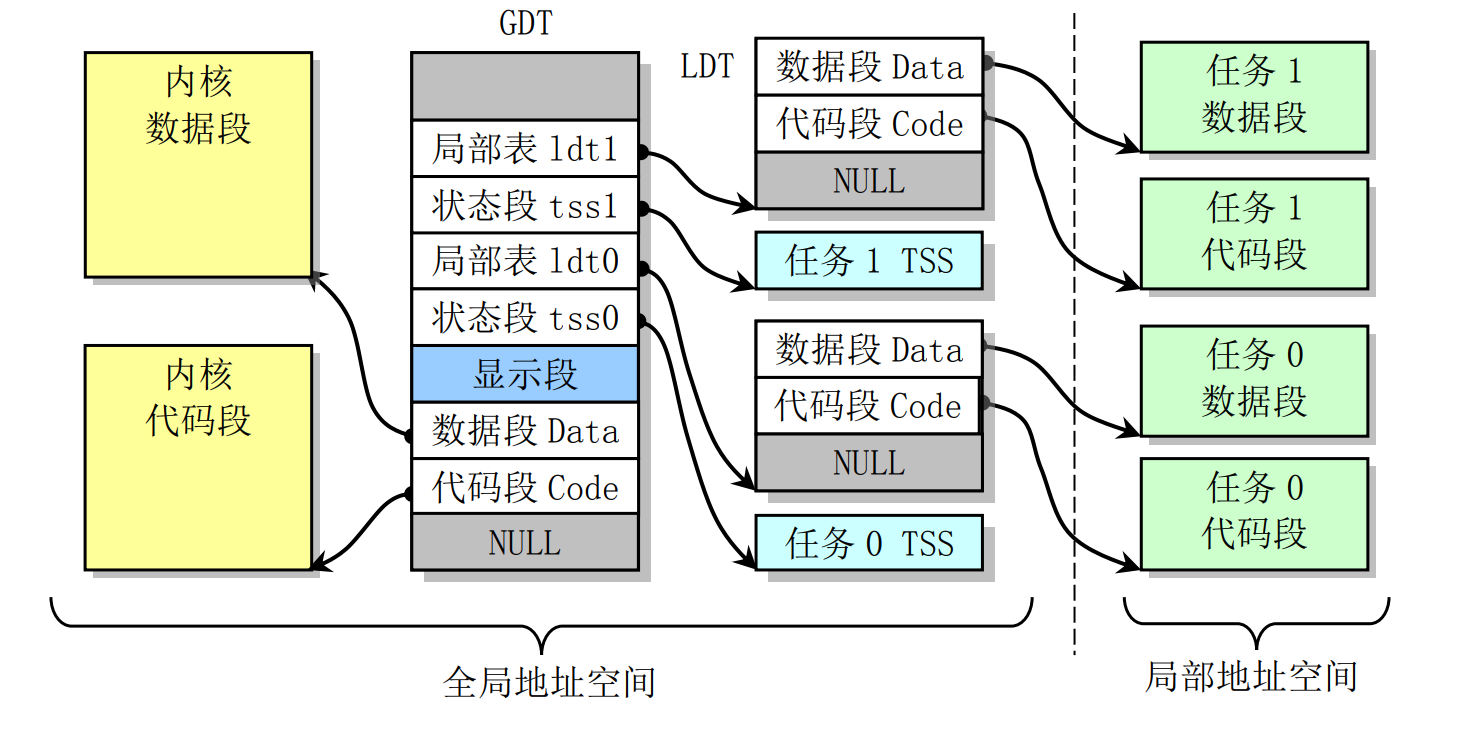 GDT
内核
数据段
内核
代码段
局部表 ldt1
状态段 tss1
局部表 ldt0
状态段 tss0
显示段
数据段 Data
代码段 Code
NULL
LDT
数据段 Data
代码段 Code
NULL
任务 1 TSS
数据段 Data
代码段 Code
NULL
任务 0 TSS
任务 1
数据段
任务 1
代码段
任务 0
数据段
任务 0
代码段
全局地址空间
局部地址空间